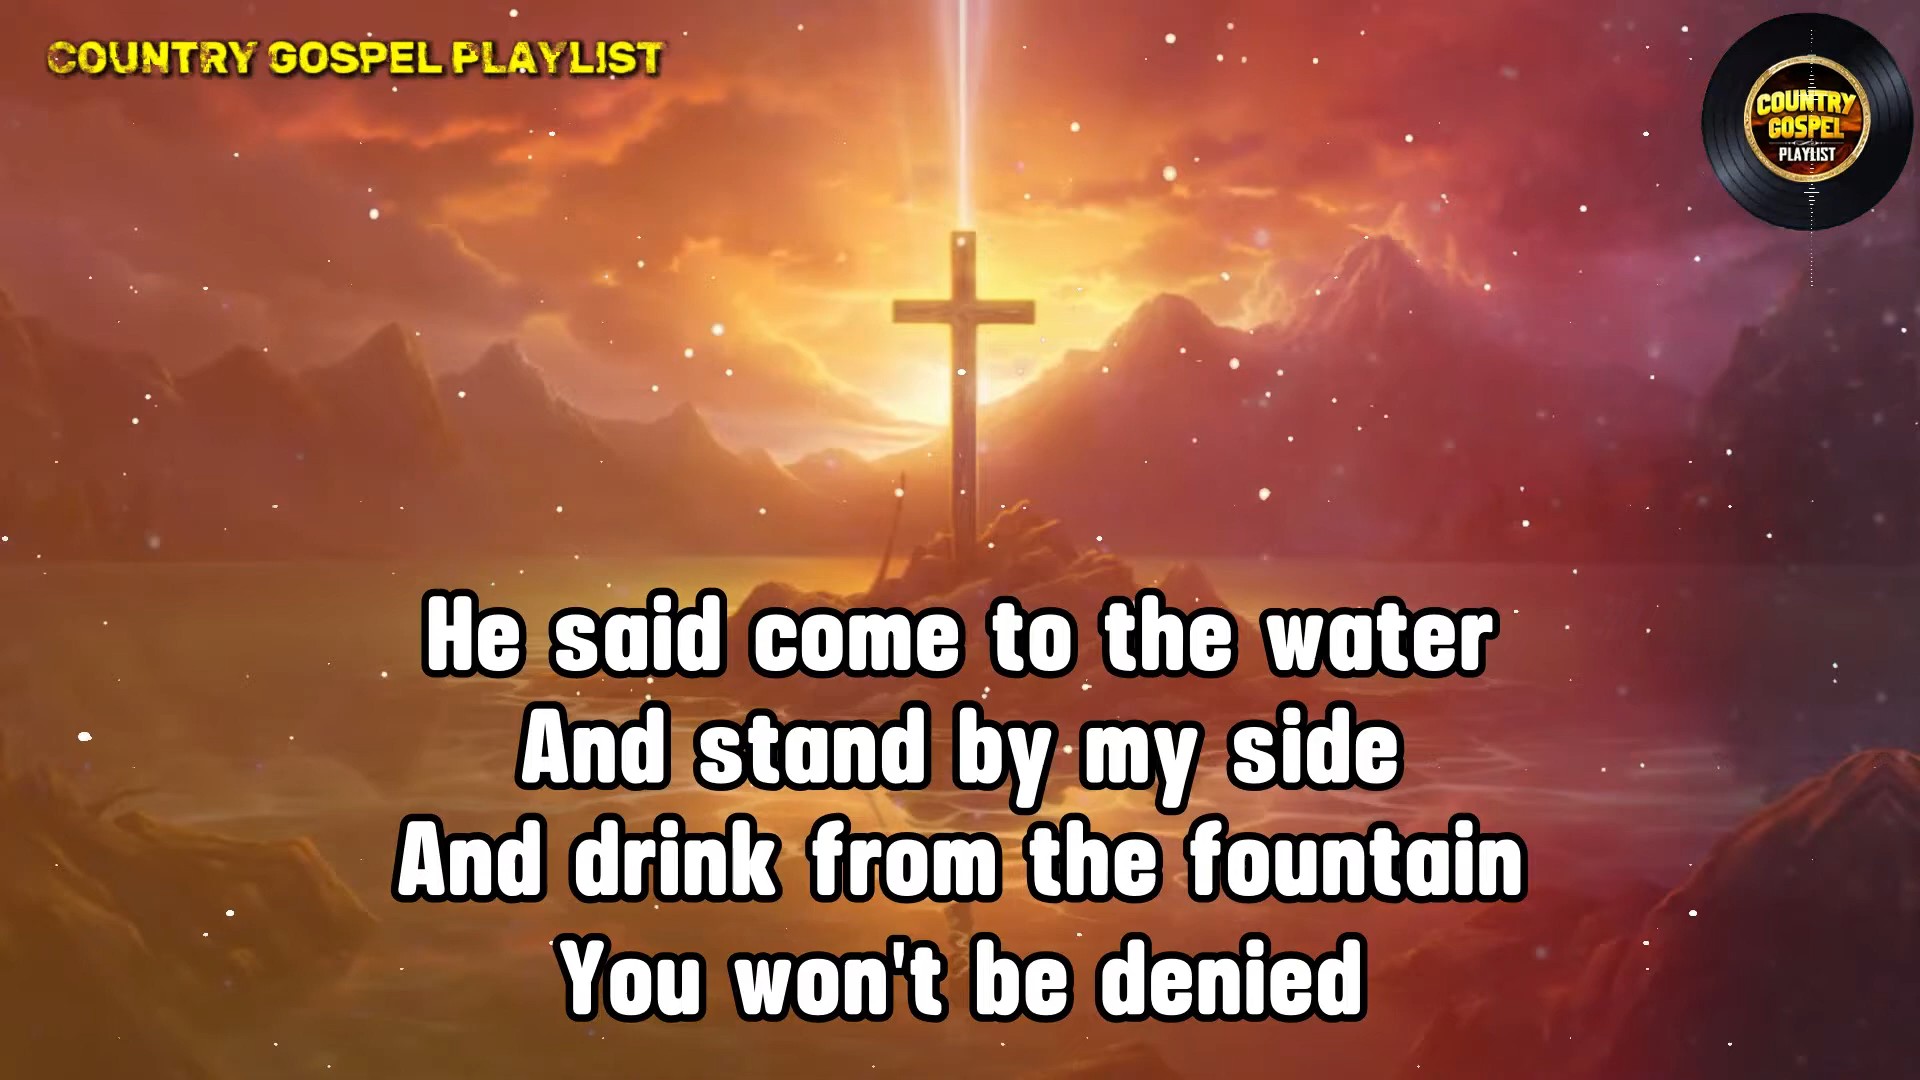 COUNTRY GOSPEL PLAYLIST
COUNTRY
GOSPEL
PLAYLIST
He said come to the water
And stand by my side
And drink from the fountain
You won't be denied